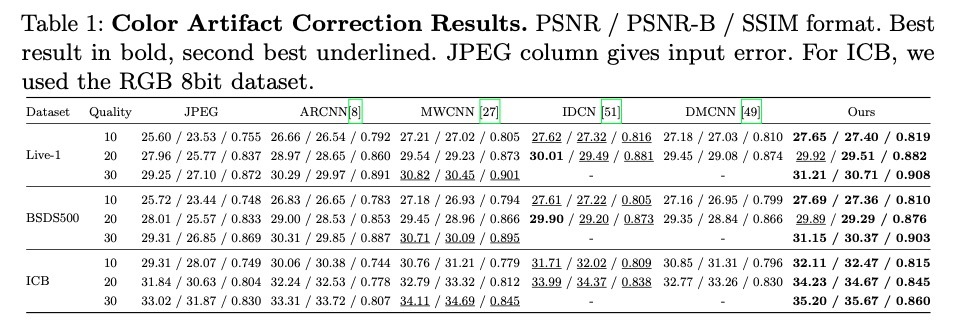 Table 1: Color Artifact Correction Results. PSNR / PSNR-B / SSIM format. Best
result in bold, second best underlined. JPEG column gives input error. For ICB, we
used the RGB 8bit dataset.
Dataset Quality JPEG ARCNN[8] MWCNN [27] IDCN [51] DMCNN [49] Ours
10 25.60 / 23.53 / 0.755 26.66 / 26.54 / 0.792 27.21 / 27.02 / 0.805 27.62 / 27.32 / 0.816 27.18 / 27.03 / 0.810 27.65 / 27.40 / 0.819
Live-1 20 27.96 / 25.77 / 0.837 28.97 / 28.65 / 0.860 29.54 / 29.23 / 0.873 30.01 / 29.49 / 0.881 29.45 / 29.08 / 0.874 29.92 / 29.51 / 0.882
30 29.25 / 27.10 / 0.872 30.29 / 29.97 / 0.891 30.82 / 30.45 / 0.901 - - 31.21 / 30.71 / 0.908
10 25.72 / 23.44 / 0.748 26.83 / 26.65 / 0.783 27.18 / 26.93 / 0.794 27.61 / 27.22 / 0.805 27.16 / 26.95 / 0.799 27.69 / 27.36 / 0.810
BSDS500 20 28.01 / 25.57 / 0.833 29.00 / 28.53 / 0.853 29.45 / 28.96 / 0.866 29.90 / 29.20 / 0.873 29.35 / 28.84 / 0.866 29.89 / 29.29 / 0.876
30 29.31 / 26.85 / 0.869 30.31 / 29.85 / 0.887 30.71 / 30.09 / 0.895 - - 31.15 / 30.37 / 0.903
10 29.31 / 28.07 / 0.749 30.06 / 30.38 / 0.744 30.76 / 31.21 / 0.779 31.71 / 32.02 / 0.809 30.85 / 31.31 / 0.796 32.11 / 32.47 / 0.815
ICB 20 31.84 / 30.63 / 0.804 32.24 / 32.53 / 0.778 32.79 / 33.32 / 0.812 33.99 / 34.37 / 0.838 32.77 / 33.26 / 0.830 34.23 / 34.67 / 0.845
30 33.02 / 31.87 / 0.830 33.31 / 33.72 / 0.807 34.11 / 34.69 / 0.845 - - 35.20 / 35.67 / 0.860